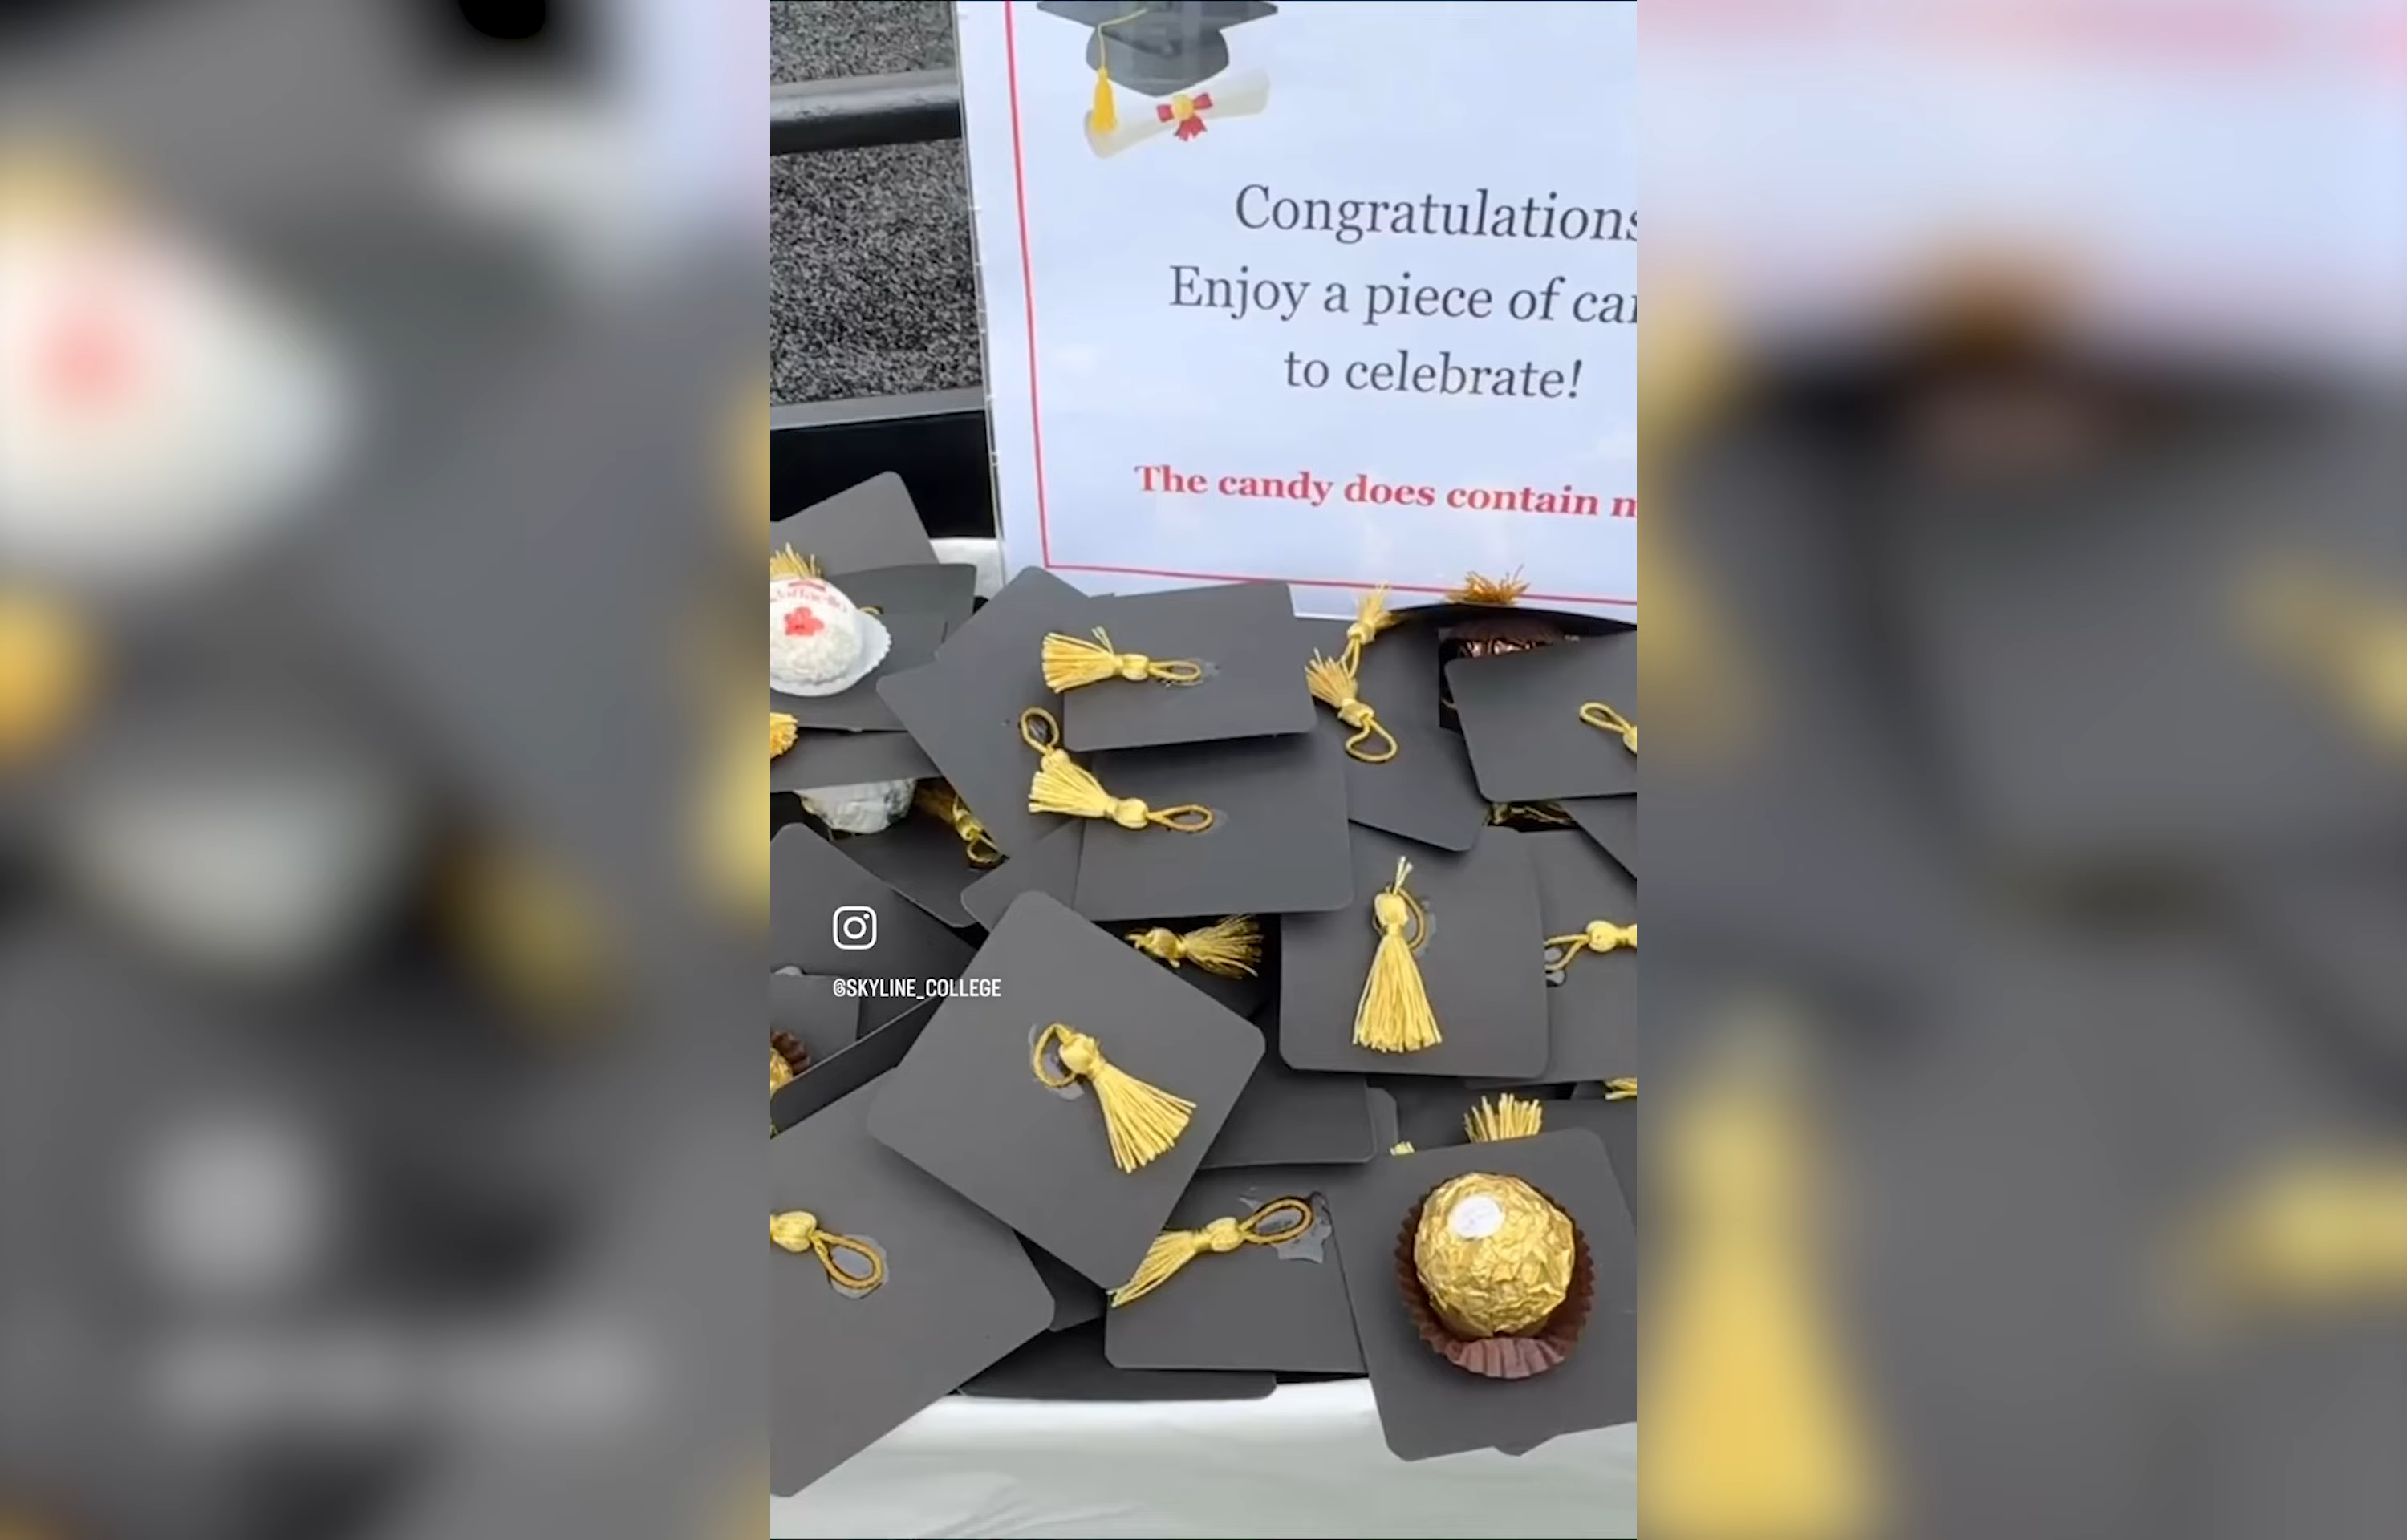 Congratulations
Enjoy a piece of
to celebrate!
The candy does contain
@SKYLINE_COLLEGE